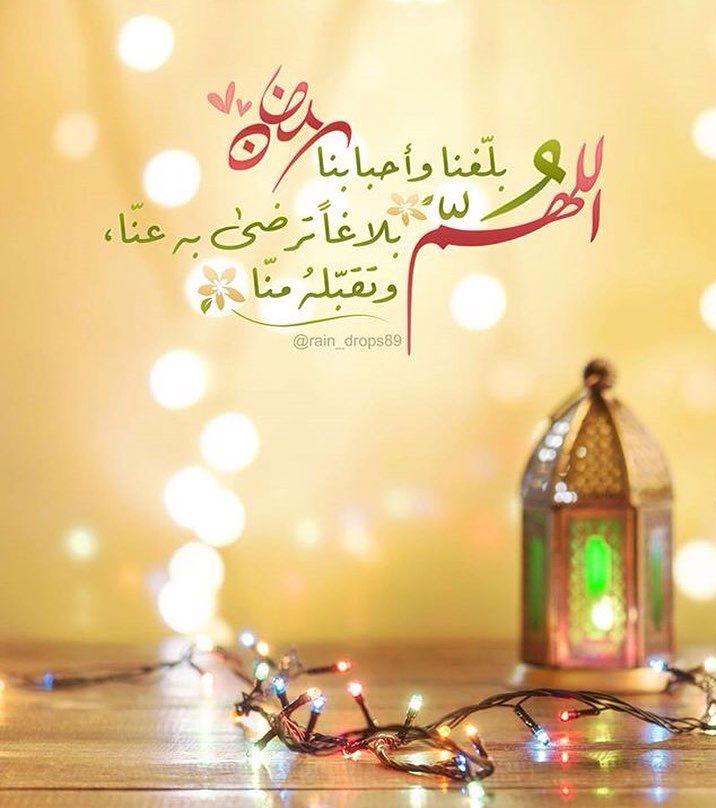 اللهمّ بلّغنا وأحبابنا رمضان
بلاغاً ترضىٰ به عنّا،
وتقبّلهُ منّا
@rain_drops89